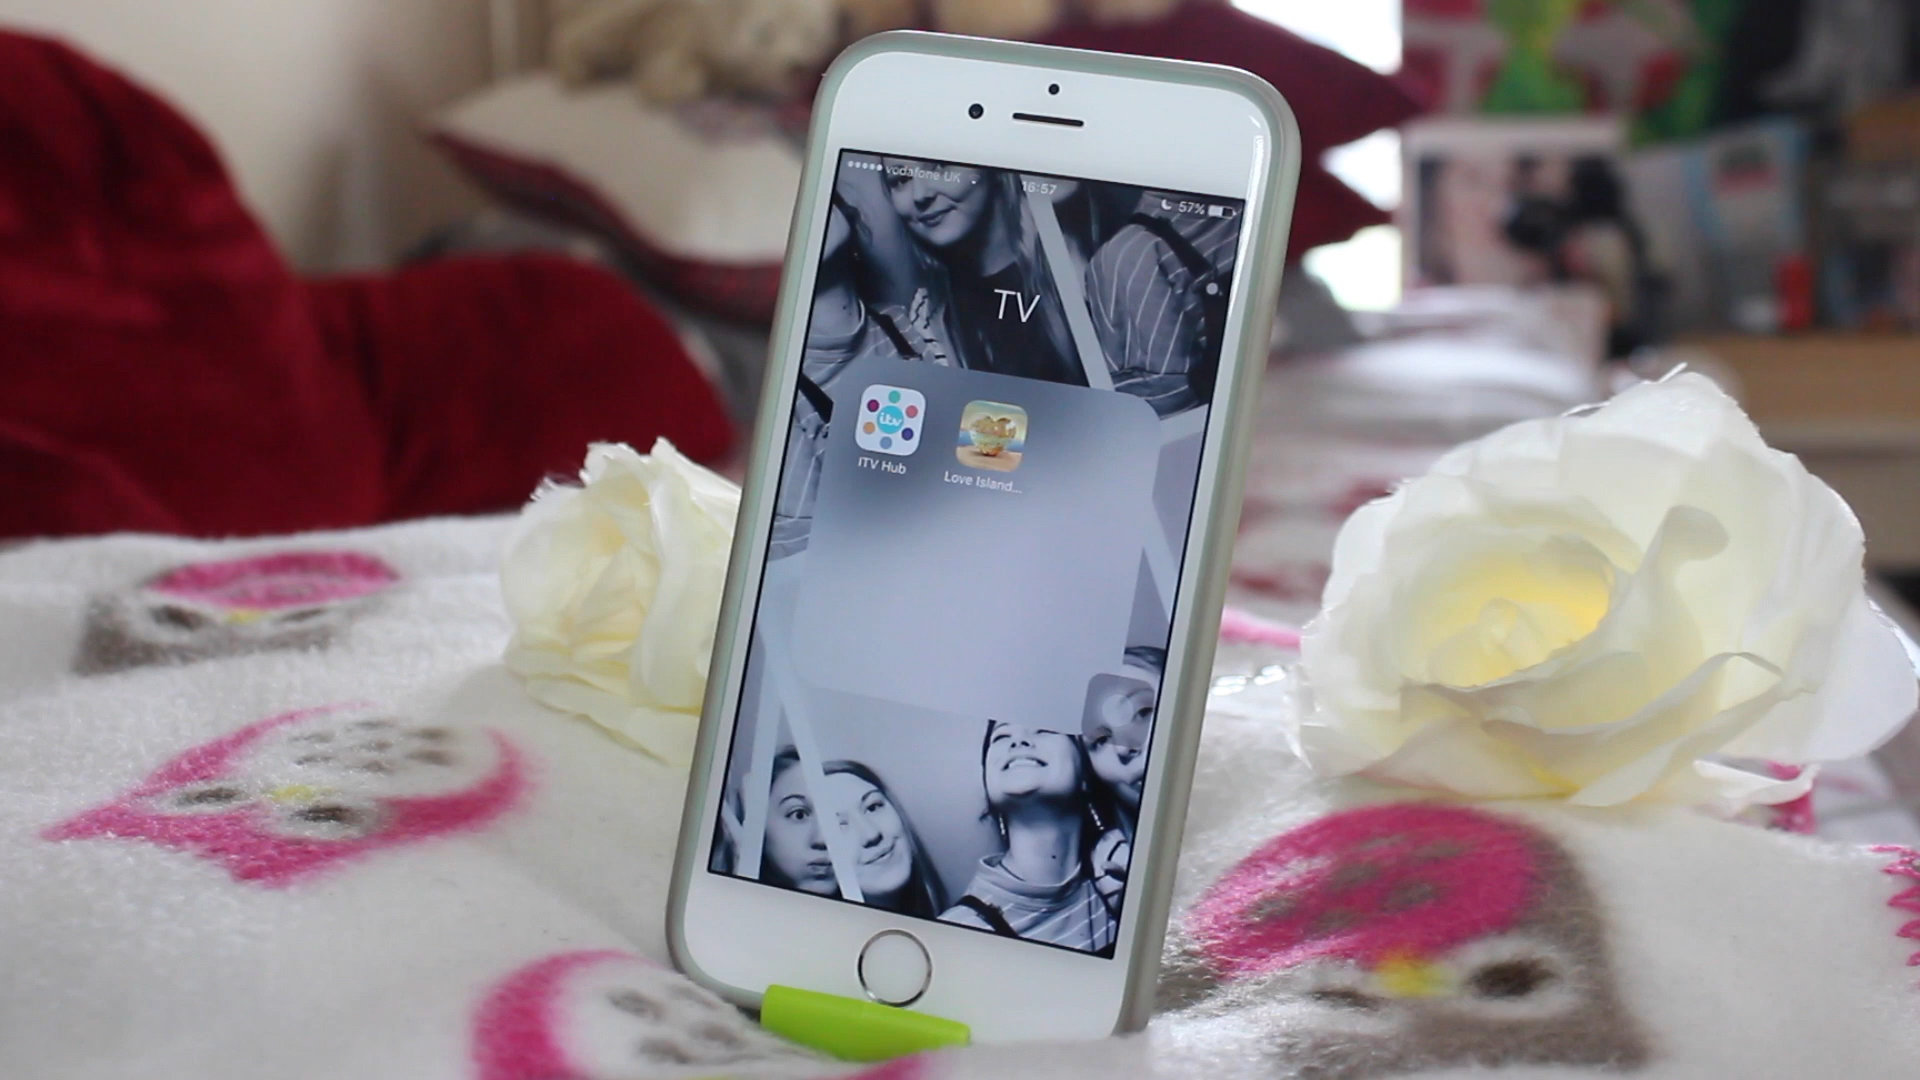 ●●●●● vodafone UK 16:57 57%
TV
itv
ITV Hub
Love Island...